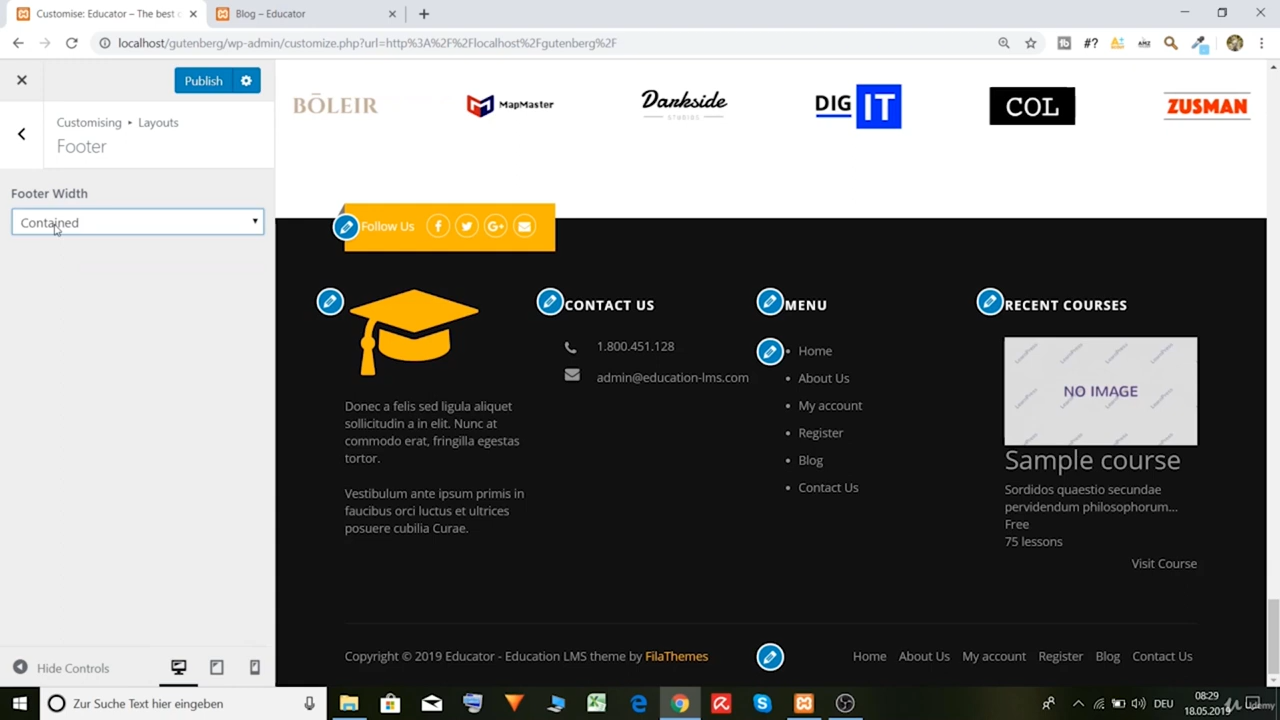 Customise: Educator – The best c
Blog – Educator
localhost/gutenberg/wp-admin/customize.php?url=http%3A%2F%2Flocalhost%2Fgutenberg%2F
#?
Publish
Customising ▸ Layouts
Footer
Footer Width
Contained
BŌLEIR
MapMaster
Darkside
STUDIOS
DIG IT
COL
ZUSMAN
Follow Us
CONTACT US
1.800.451.128
admin@education-lms.com
MENU
• Home
• About Us
• My account
• Register
• Blog
• Contact Us
RECENT COURSES
NO IMAGE
Sample course
Sordidos quaestio secundae
pervidendum philosophorum...
Free
75 lessons
Visit Course
Donec a felis sed ligula aliquet
sollicitudin a in elit. Nunc at
commodo erat, fringilla egestas
tortor.
Vestibulum ante ipsum primis in
faucibus orci luctus et ultrices
posuere cubilia Curae.
Copyright © 2019 Educator - Education LMS theme by FilaThemes
Home About Us My account Register Blog Contact Us
Hide Controls
Zur Suche Text hier eingeben
DEU
08:29
18.05.2019
Udemy